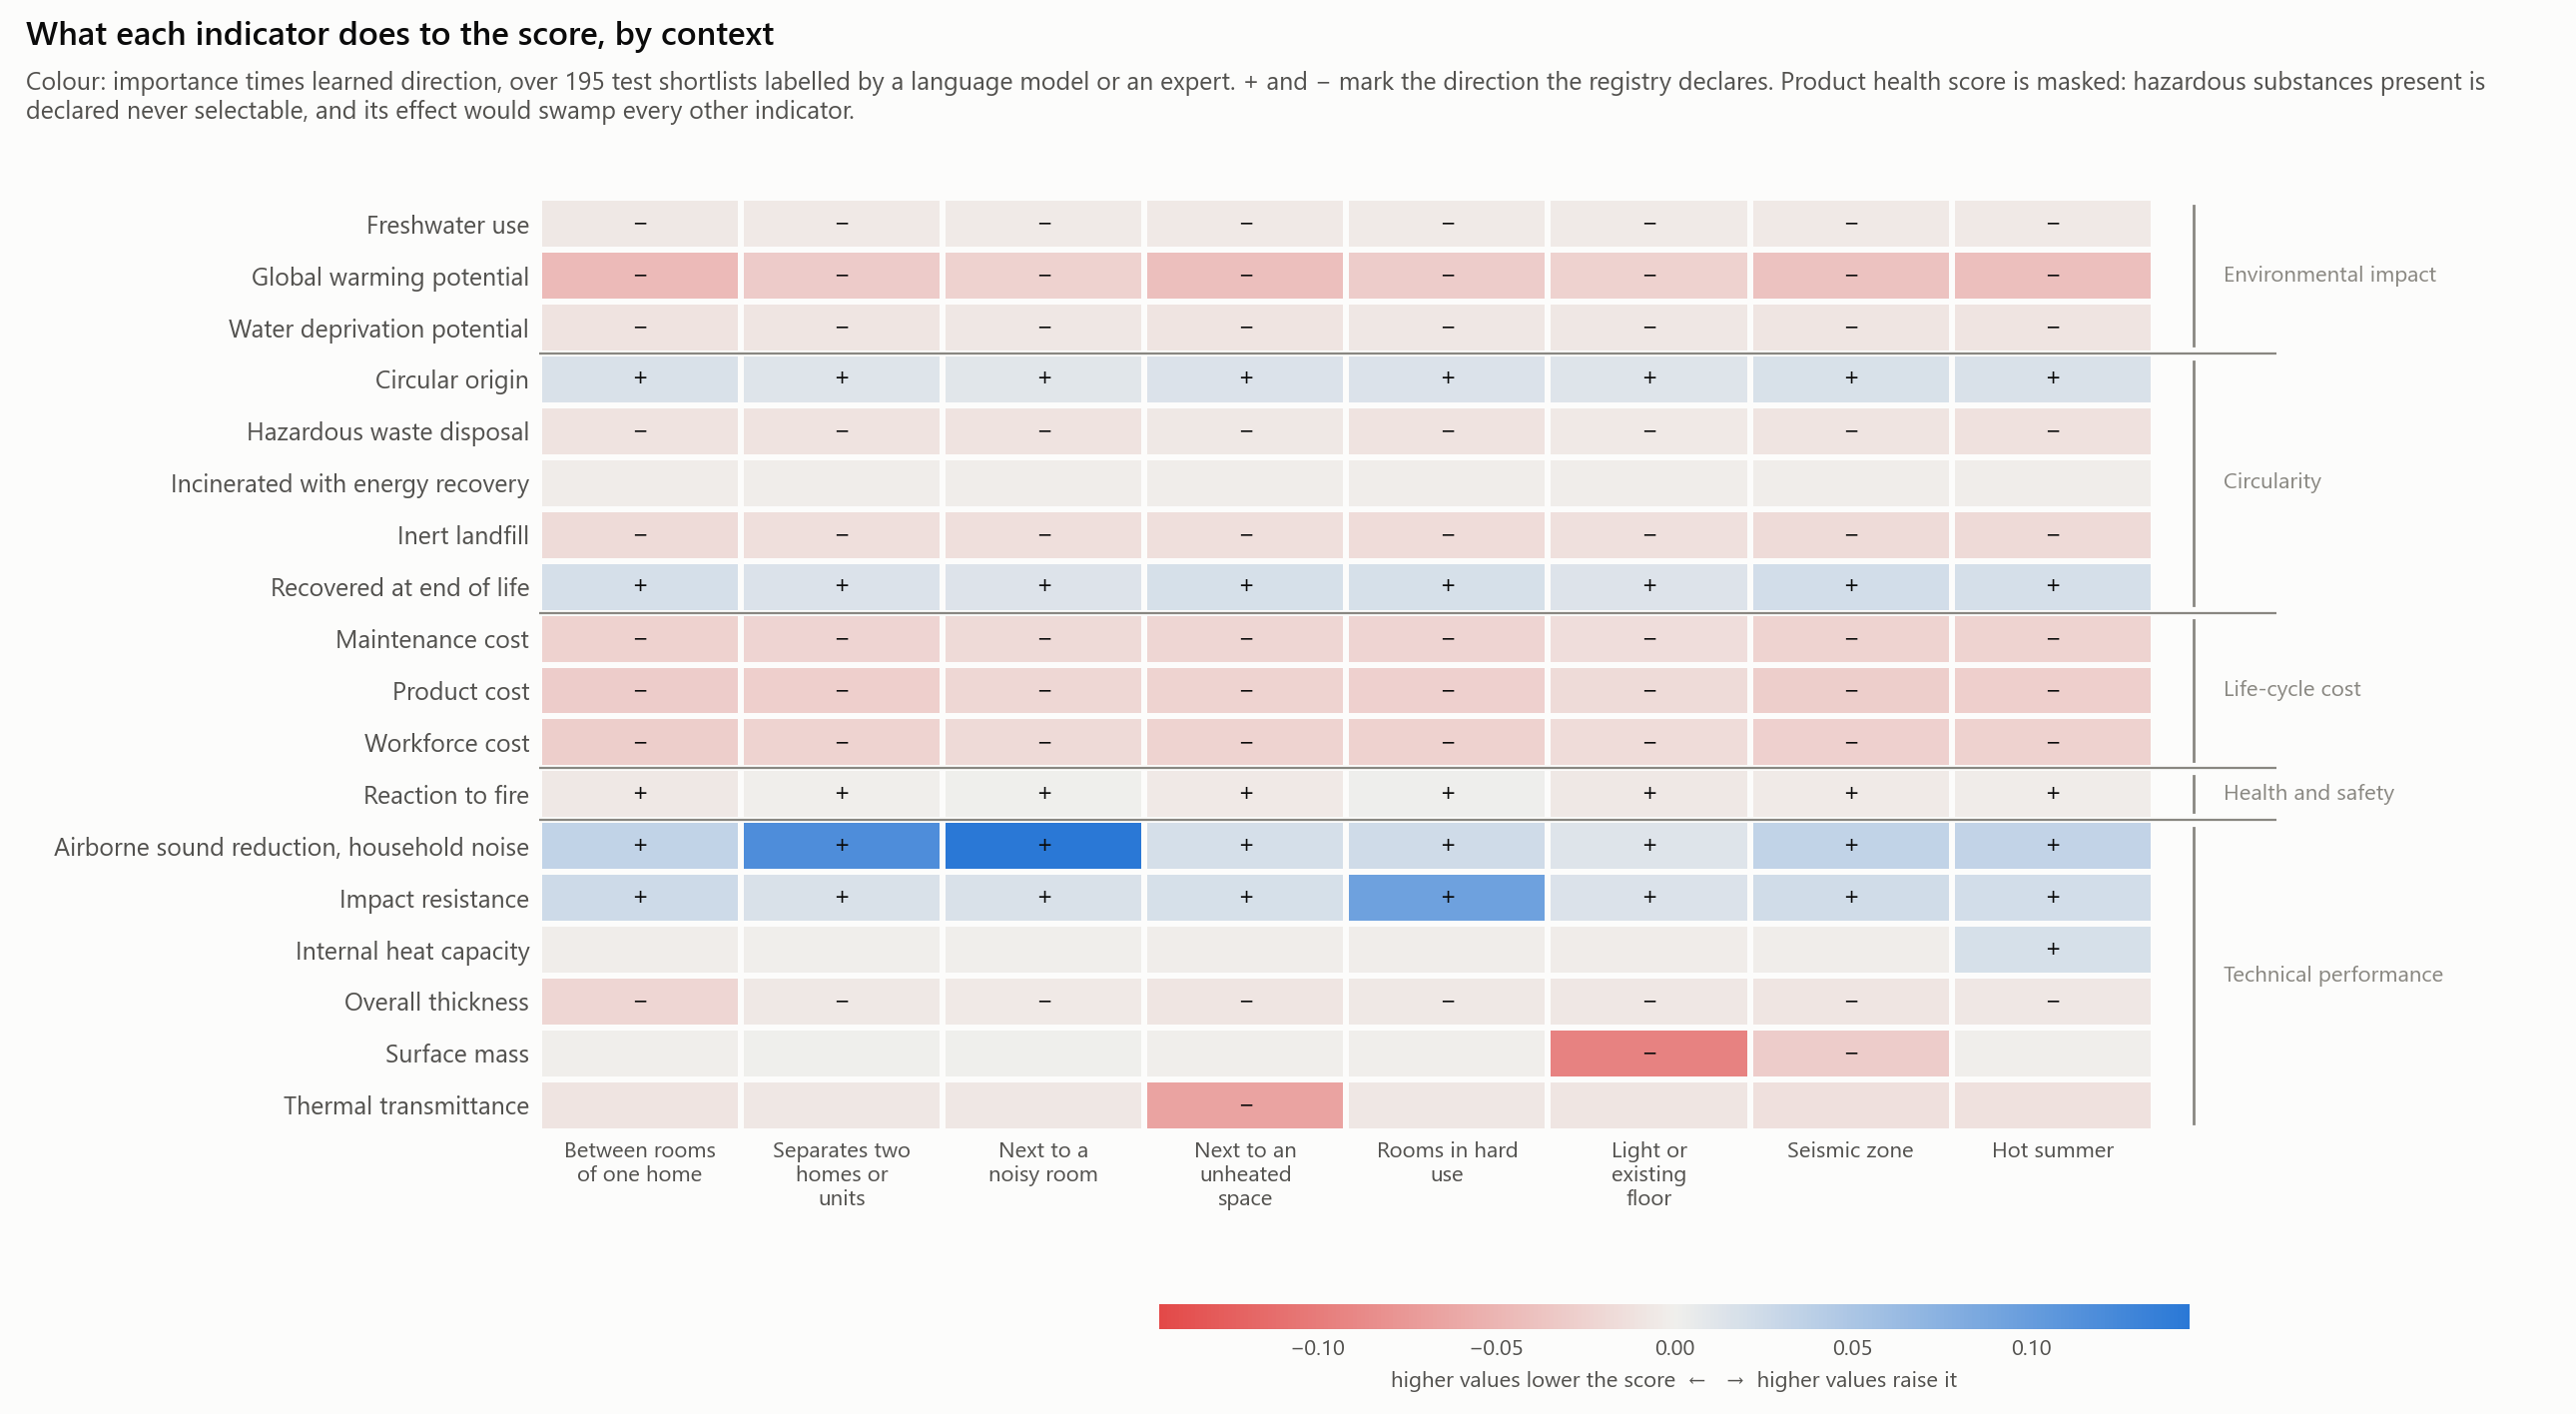 What each indicator does to the score, by context
Colour: importance times learned direction, over 195 test shortlists labelled by a language model or an expert. + and − mark the direction the registry declares. Product health score is masked: hazardous substances present is
declared never selectable, and its effect would swamp every other indicator.
Freshwater use − − − − − − − −
Global warming potential − − − − − − − − Environmental impact
Water deprivation potential − − − − − − − −
Circular origin + + + + + + + +
Hazardous waste disposal − − − − − − − −
Incinerated with energy recovery Circularity
Inert landfill − − − − − − − −
Recovered at end of life + + + + + + + +
Maintenance cost − − − − − − − −
Product cost − − − − − − − − Life-cycle cost
Workforce cost − − − − − − − −
Reaction to fire + + + + + + + + Health and safety
Airborne sound reduction, household noise + + + + + + + +
Impact resistance + + + + + + + +
Internal heat capacity +
Technical performance
Overall thickness − − − − − − − −
Surface mass − −
Thermal transmittance −
Between rooms
of one home
Separates two
homes or
units
Next to a
noisy room
Next to an
unheated
space
Rooms in hard
use
Light or
existing
floor
Seismic zone
Hot summer
−0.10 −0.05 0.00 0.05 0.10
higher values lower the score ← → higher values raise it